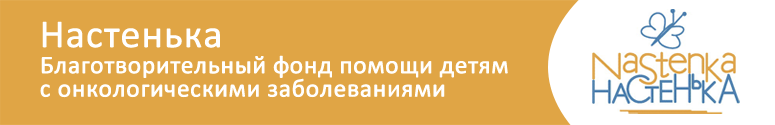 Настенька
Благотворительный фонд помощи детям
с онкологическими заболеваниями
Nastenka
НАСТЕНЬКА